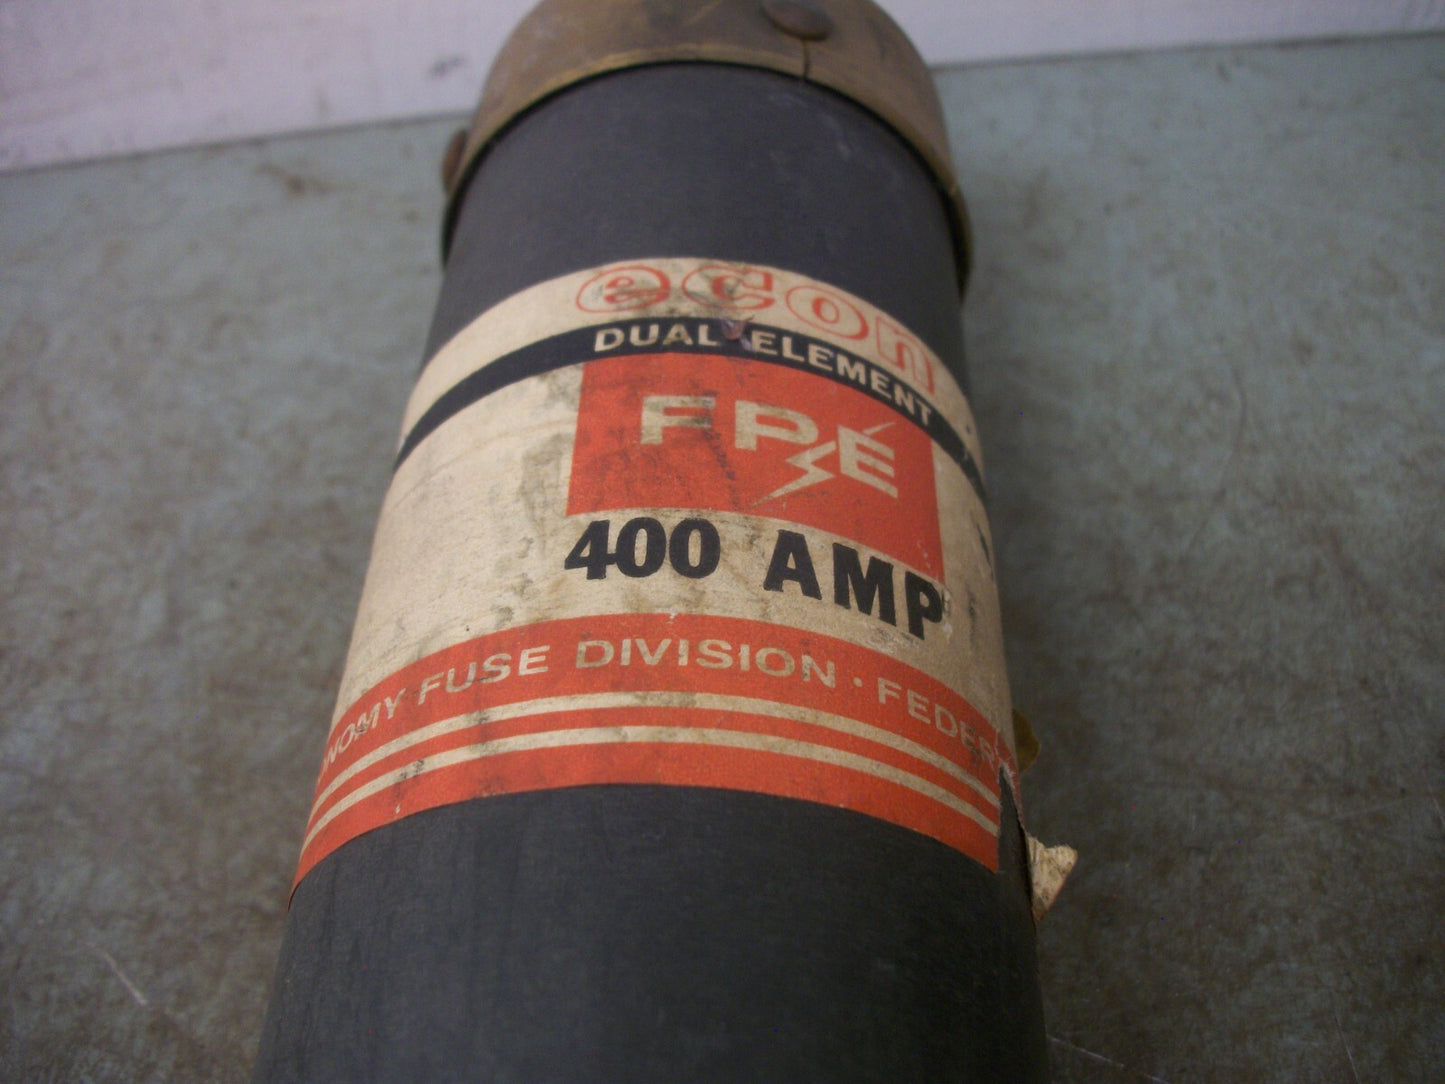 econ
DUAL ELEMENT
FPE
400 AMP
NOMY FUSE DIVISION · FEDER